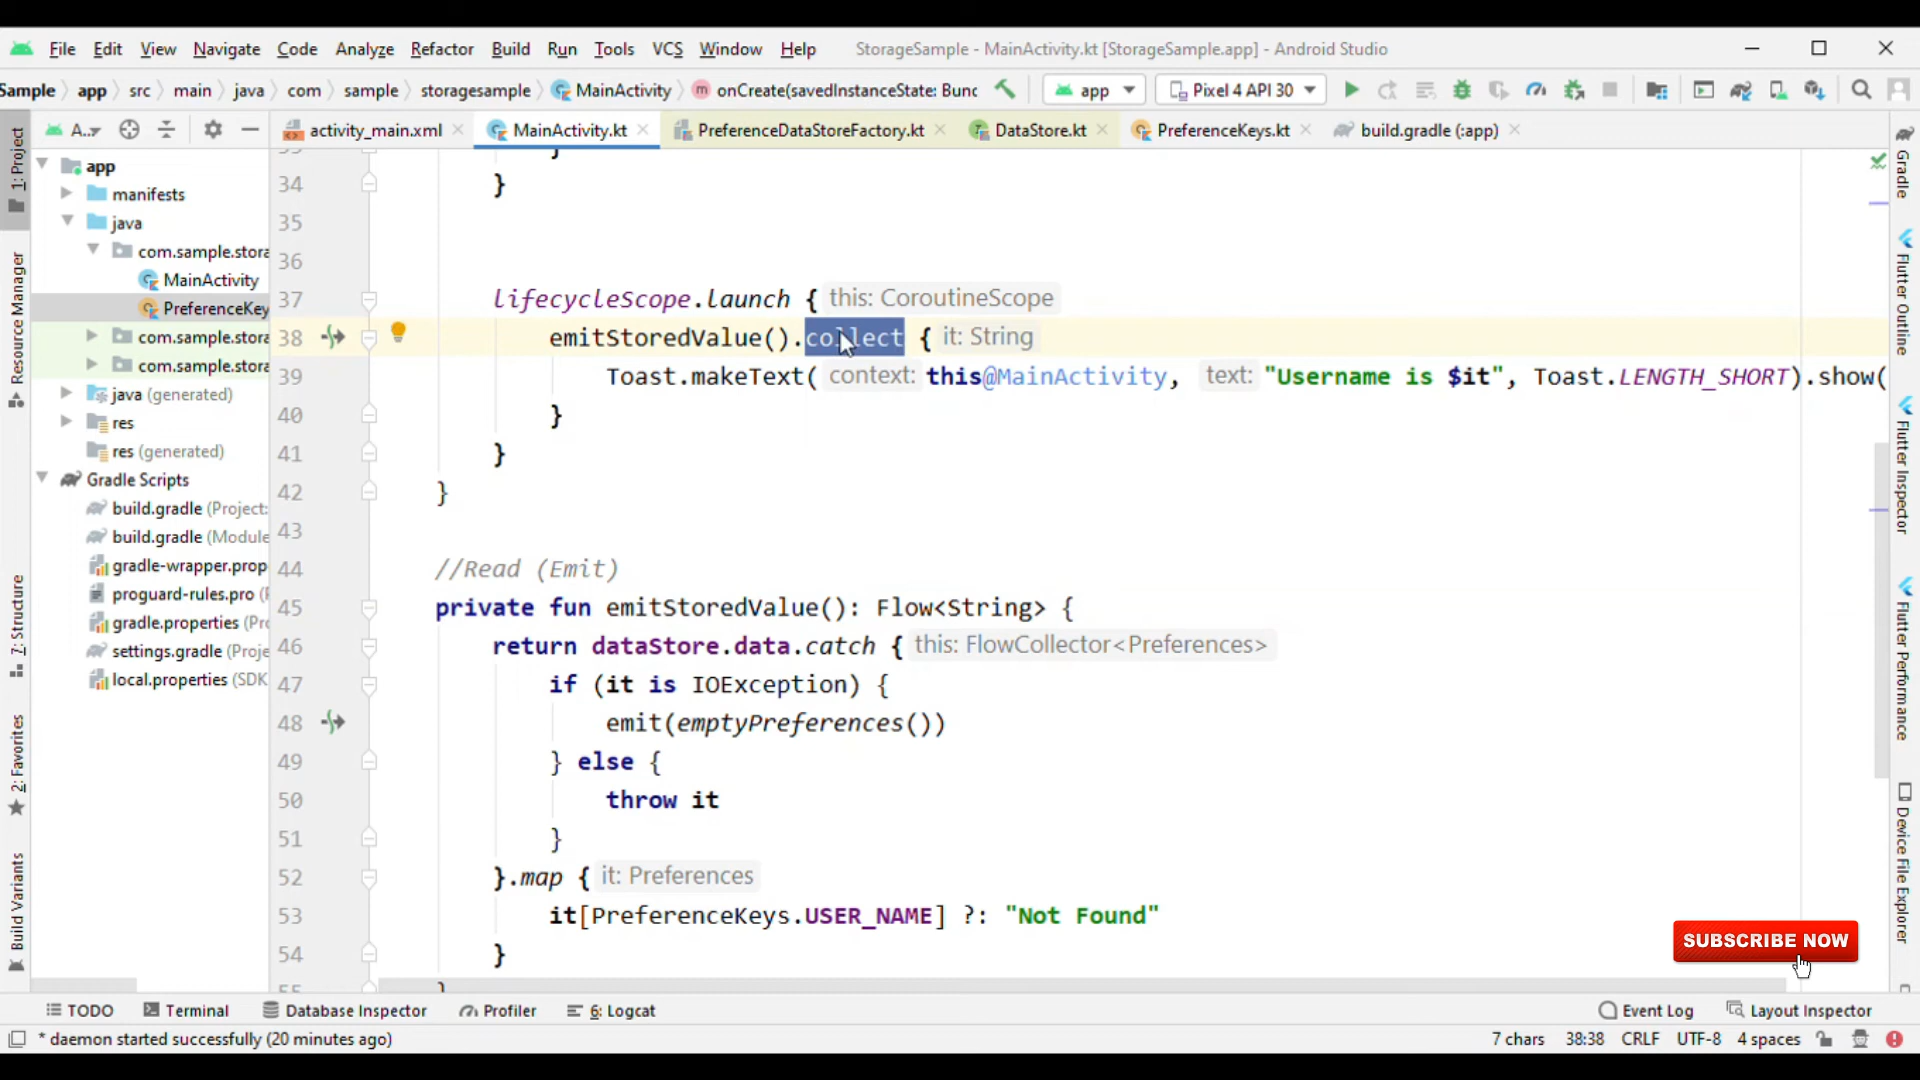 File Edit View Navigate Code Analyze Refactor Build Run Tools VCS Window Help StorageSample - MainActivity.kt [StorageSample.app] - Android Studio
Sample app src main java com sample storagesample MainActivity onCreate(savedInstanceState: Bunc app Pixel 4 API 30
A... activity_main.xml MainActivity.kt PreferenceDataStoreFactory.kt DataStore.kt PreferenceKeys.kt build.gradle (:app)
1: Project
Resource Manager
7: Structure
2: Favorites
Build Variants
app
manifests
java
com.sample.stora
MainActivity
PreferenceKey
com.sample.stora
com.sample.stora
java (generated)
res
res (generated)
Gradle Scripts
build.gradle (Project:
build.gradle (Module
gradle-wrapper.prop
proguard-rules.pro (
gradle.properties (Pro
settings.gradle (Proje
local.properties (SDK
}
34 }
35
36
37 lifecycleScope.launch { this: CoroutineScope
38 emitStoredValue().collect { it: String
39 Toast.makeText( context: this@MainActivity, text: "Username is $it", Toast.LENGTH_SHORT).show(
40 }
41 }
42 }
43
44 //Read (Emit)
45 private fun emitStoredValue(): Flow<String> {
46 return dataStore.data.catch { this: FlowCollector<Preferences>
47 if (it is IOException) {
48 emit(emptyPreferences())
49 } else {
50 throw it
51 }
52 }.map { it: Preferences
53 it[PreferenceKeys.USER_NAME] ?: "Not Found"
54 }
55 }
Gradle
Flutter Outline
Flutter Inspector
Flutter Performance
Device File Explorer
SUBSCRIBE NOW
TODO Terminal Database Inspector Profiler 6: Logcat Event Log Layout Inspector
* daemon started successfully (20 minutes ago) 7 chars 38:38 CRLF UTF-8 4 spaces